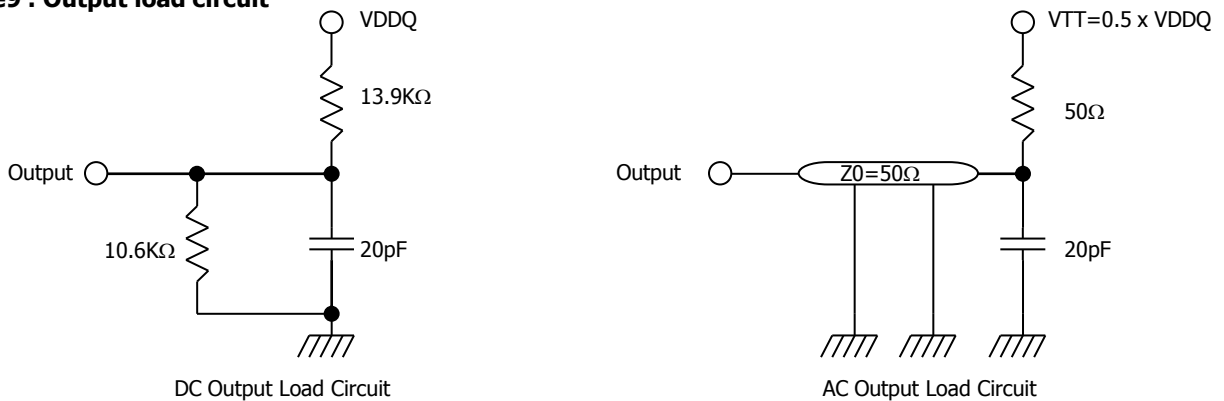 e9 : Output load circuit
VDDQ
13.9KΩ
Output
10.6KΩ
20pF
DC Output Load Circuit
VTT=0.5 x VDDQ
50Ω
Output
Z0=50Ω
20pF
AC Output Load Circuit